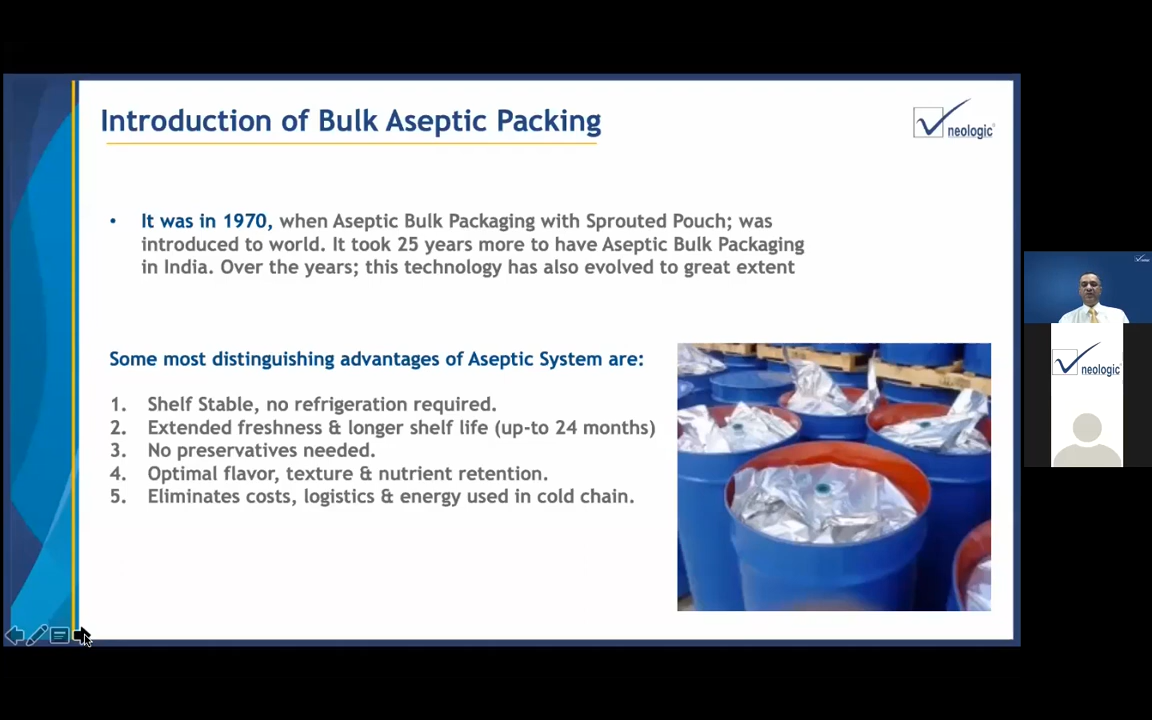 Introduction of Bulk Aseptic Packing
neologic
• It was in 1970, when Aseptic Bulk Packaging with Sprouted Pouch; was
introduced to world. It took 25 years more to have Aseptic Bulk Packaging
in India. Over the years; this technology has also evolved to great extent
Some most distinguishing advantages of Aseptic System are:
1. Shelf Stable, no refrigeration required.
2. Extended freshness & longer shelf life (up-to 24 months)
3. No preservatives needed.
4. Optimal flavor, texture & nutrient retention.
5. Eliminates costs, logistics & energy used in cold chain.
neologic